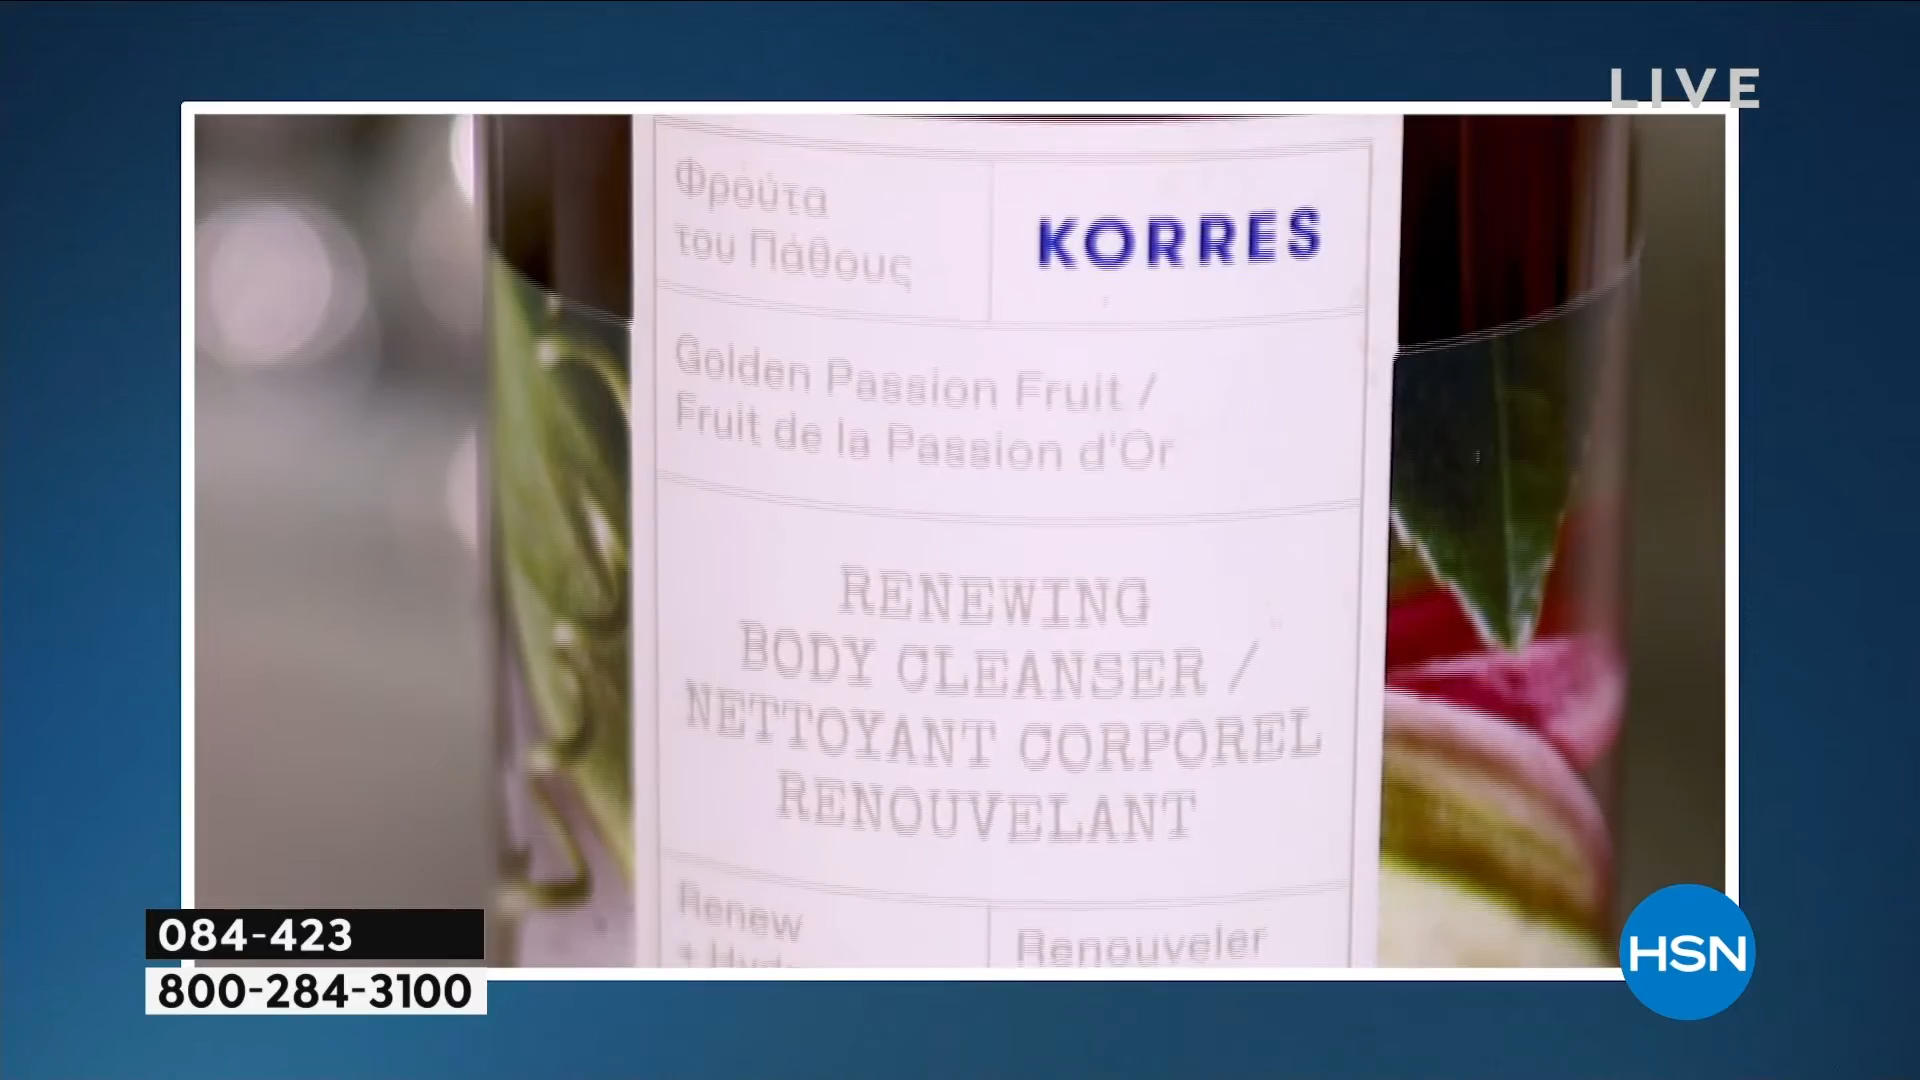 LIVE
Φρούτα
του Πάθους
KORRES
Golden Passion Fruit /
Fruit de la Passion d'Or
RENEWING
BODY CLEANSER /
NETTOYANT CORPOREL
RENOUVELANT
Renew
Renouveler
084-423
800-284-3100
HSN